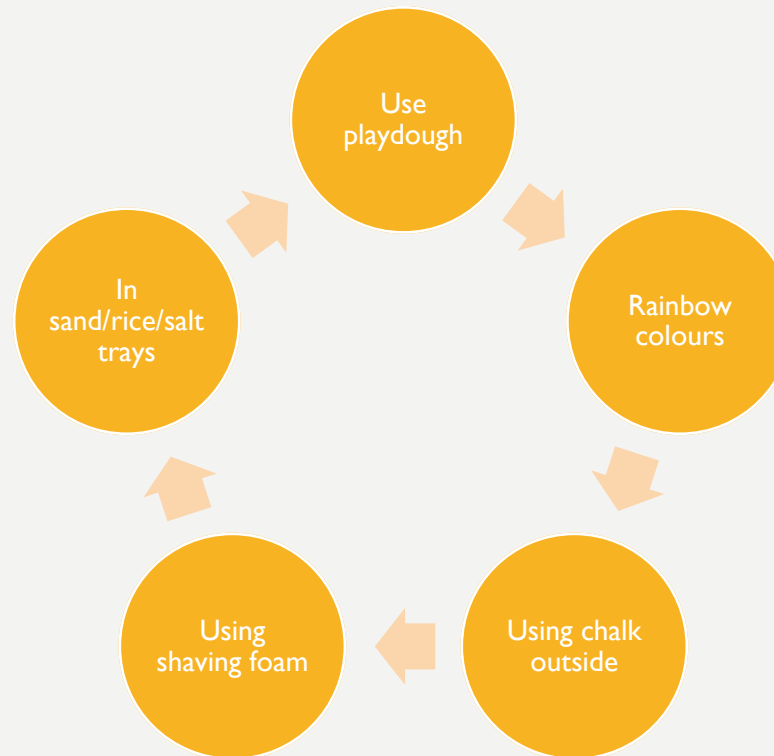 Use
playdough
Rainbow
colours
Using chalk
outside
Using
shaving foam
In
sand/rice/salt
trays